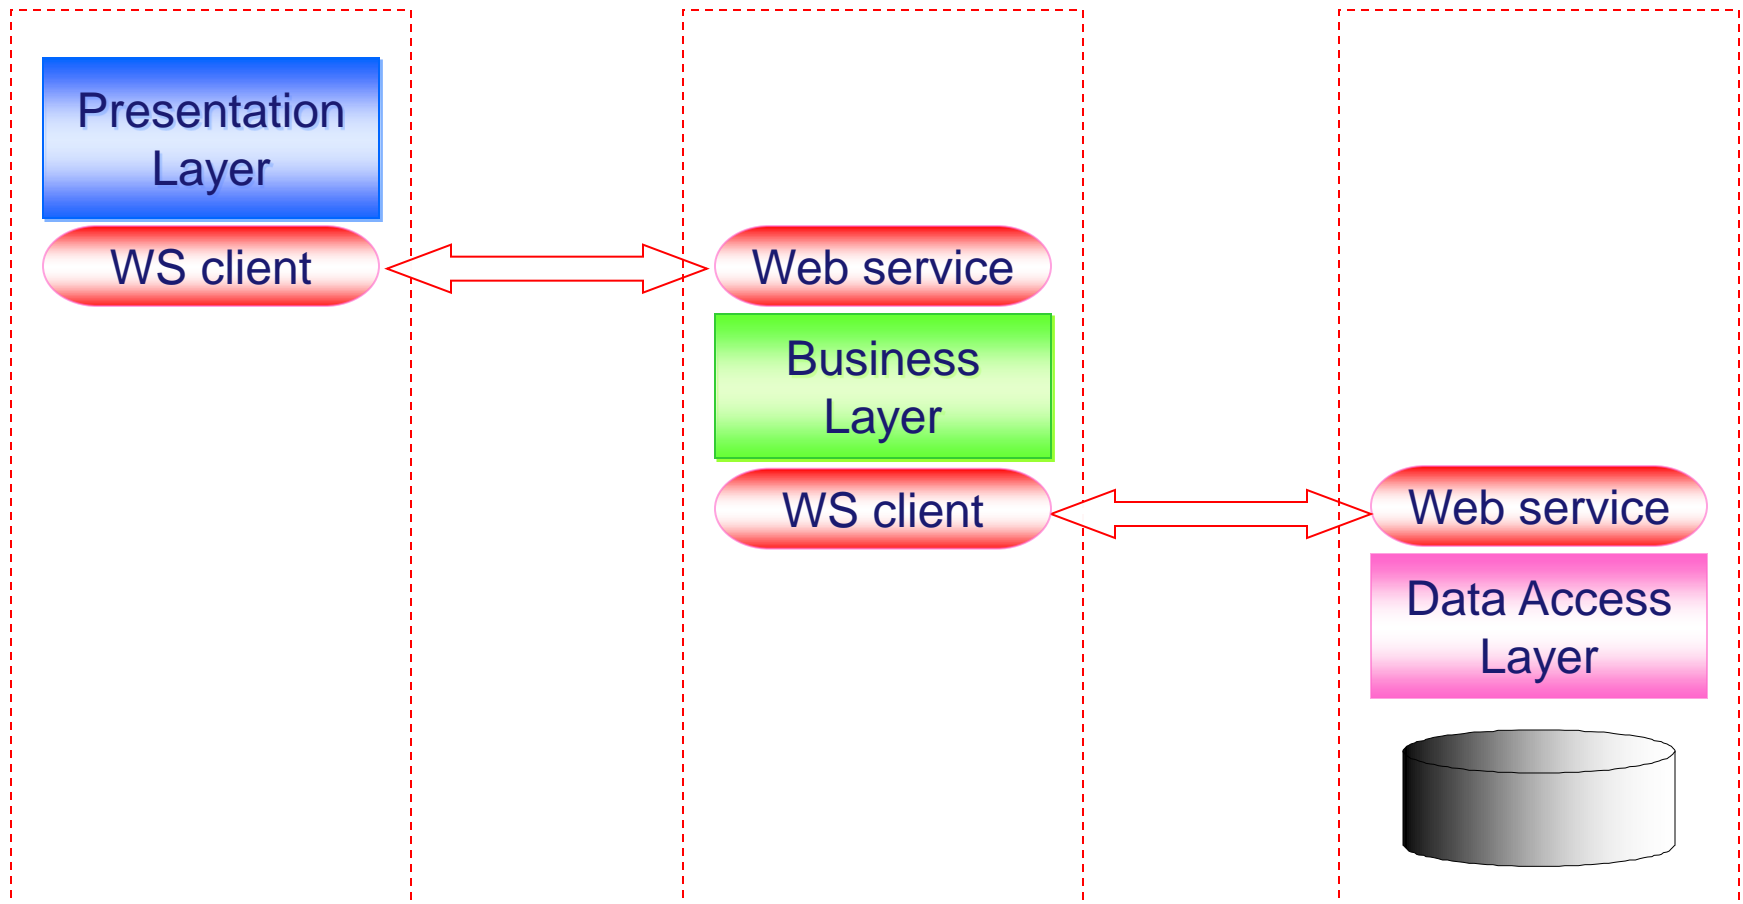 Presentation
Layer
WS client
Web service
Business
Layer
WS client
Web service
Data Access
Layer